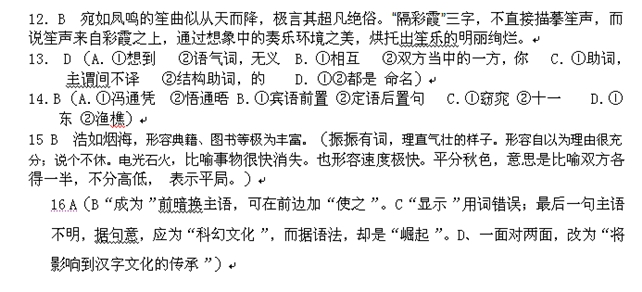 12. B  宛如凤鸣的笙曲似从天而降，极言其超凡绝俗。“隔彩霞”三字，不直接描摹笙声，而
说笙声来自彩霞之上，通过想象中的奏乐环境之美，烘托出笙乐的明丽绚烂。
13.  D（A.①想到  ②语气词，无义  B.①相互  ②双方当中的一方，你  C.①助词，
主谓间不译  ②结构助词，的  D.①②都是 命名）
14.B（A.①冯通凭 ②悟通晤 B.①宾语前置 ②定语后置句  C.①窈窕 ②十一  D.①
东 ②渔樵）
15 B  浩如烟海，形容典籍、图书等极为丰富。（振振有词，理直气壮的样子。形容自以为理由很充
分；说个不休。电光石火，比喻事物很快消失。也形容速度极快。平分秋色，意思是比喻双方各
得一半，不分高低， 表示平局。）
16 A（B“成为”前暗换主语，可在前边加“使之”。C“显示”用词错误；最后一句主语
不明，据句意，应为“科幻文化”，而据语法，却是“崛起”。D、一面对两面，改为“将
影响到汉字文化的传承”）